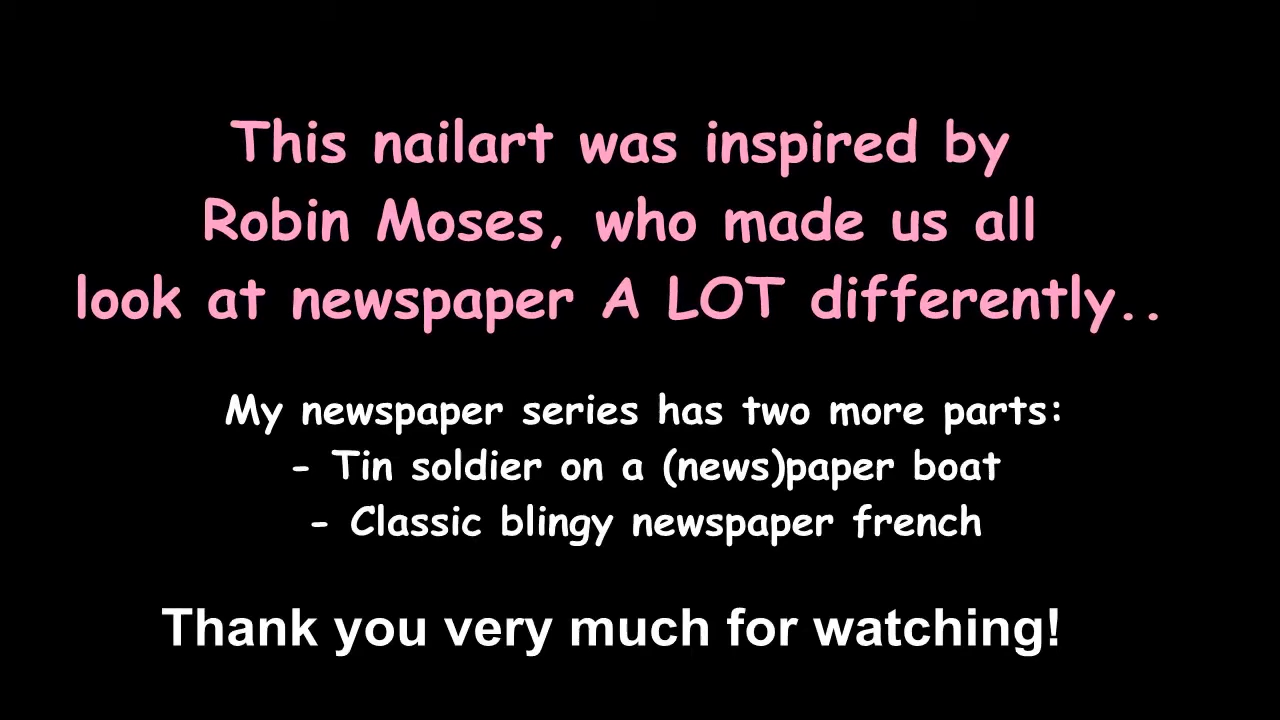 This nailart was inspired by
Robin Moses, who made us all
look at newspaper A LOT differently..
My newspaper series has two more parts:
- Tin soldier on a (news)paper boat
- Classic blingy newspaper french
Thank you very much for watching!